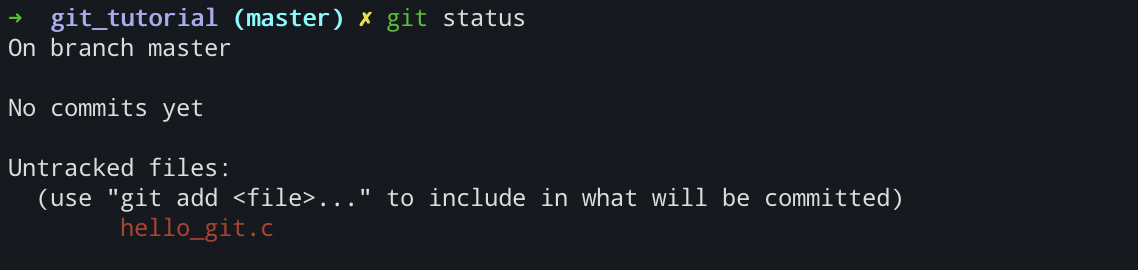 ➜  git_tutorial (master) ✗ git status
On branch master

No commits yet

Untracked files:
  (use "git add <file>..." to include in what will be committed)
        hello_git.c